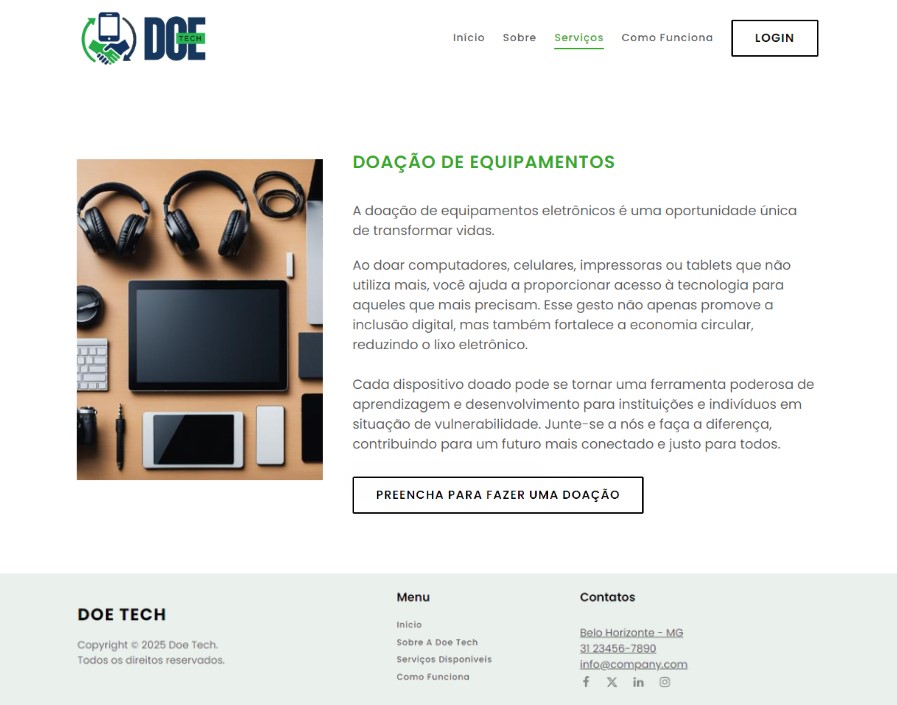 DOE
TECH
Início
Sobre
Serviços
Como Funciona
LOGIN
DOAÇÃO DE EQUIPAMENTOS
A doação de equipamentos eletrônicos é uma oportunidade única
de transformar vidas.
Ao doar computadores, celulares, impressoras ou tablets que não
utiliza mais, você ajuda a proporcionar acesso à tecnologia para
aqueles que mais precisam. Esse gesto não apenas promove a
inclusão digital, mas também fortalece a economia circular,
reduzindo o lixo eletrônico.
Cada dispositivo doado pode se tornar uma ferramenta poderosa de
aprendizagem e desenvolvimento para instituições e indivíduos em
situação de vulnerabilidade. Junte-se a nós e faça a diferença,
contribuindo para um futuro mais conectado e justo para todos.
PREENCHA PARA FAZER UMA DOAÇÃO
DOE TECH
Copyright © 2025 Doe Tech.
Todos os direitos reservados.
Menu
Início
Sobre A Doe Tech
Serviços Disponíveis
Como Funciona
Contatos
Belo Horizonte - MG
31 23456-7890
info@company.com